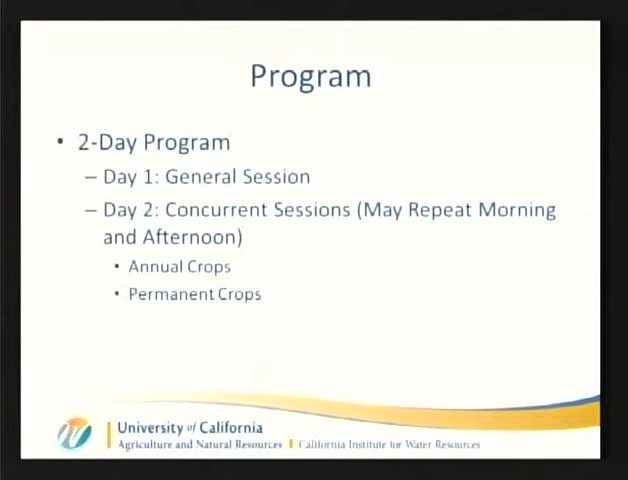 Program
• 2-Day Program
– Day 1: General Session
– Day 2: Concurrent Sessions (May Repeat Morning
and Afternoon)
• Annual Crops
• Permanent Crops
University of California
Agriculture and Natural Resources | California Institute for Water Resources